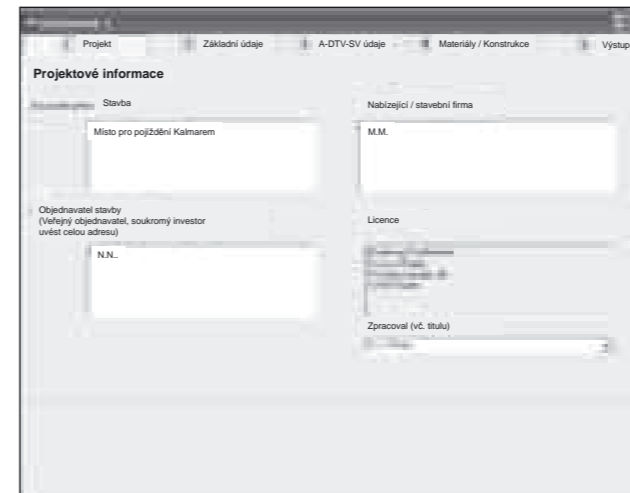 Projekt
Základní údaje
A-DTV-SV údaje
Materiály / Konstrukce
Výstup
Projektové informace
Stavba
Místo pro pojíždění Kalmarem
Nabízející / stavební firma
M.M.
Objednavatel stavby
(Veřejný objednavatel, soukromý investor
uvést celou adresu)
N.N..
Licence
Zpracoval (vč. titulu)